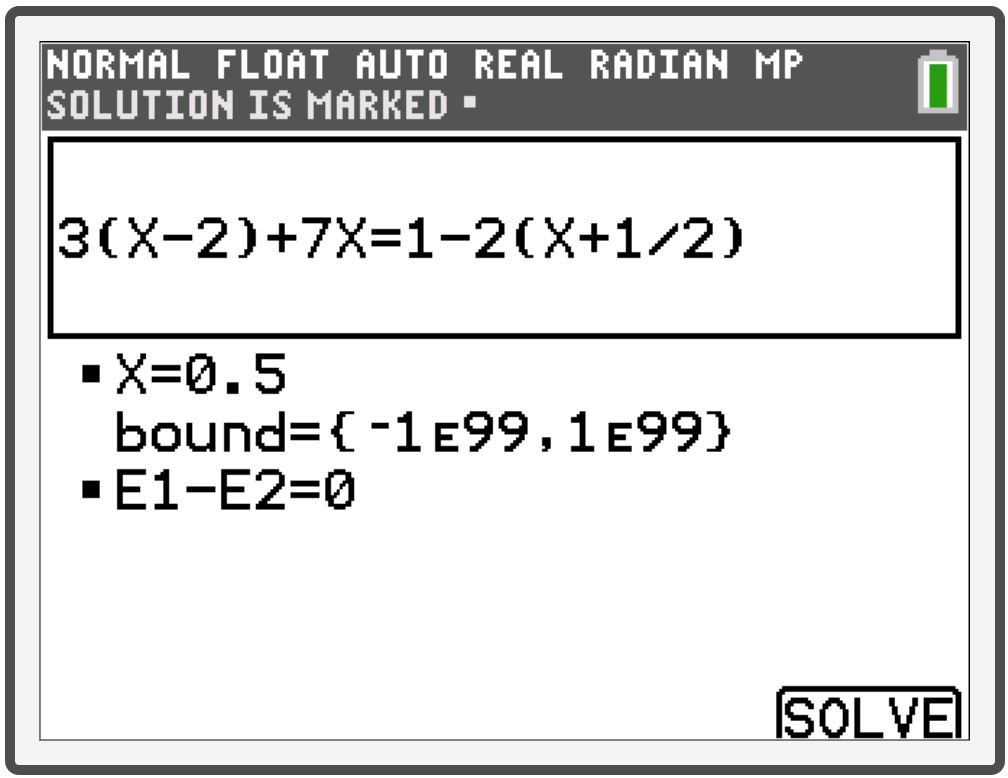 NORMAL FLOAT AUTO REAL RADIAN MP
SOLUTION IS MARKED ▪
3(X-2)+7X=1-2(X+1/2)
▪ X=0.5
bound={⁻1ᴇ99,1ᴇ99}
▪ E1-E2=0
SOLVE